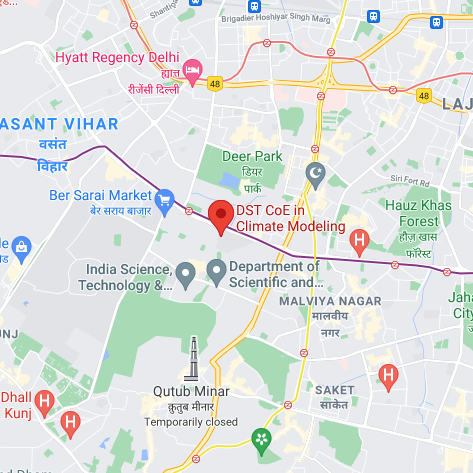 Shantip
Brigadier Hoshiyar Singh Marg
Hyatt Regency Delhi
ह्यात्त
रीजेंसी दिल्ली
48
48
ASANT VIHAR
वसंत
विहार
LAJ
Deer Park
डियर
पार्क
Siri Fort Rd
Ber Sarai Market
बेर सराय बाज़ार
DST CoE in
Climate Modeling
Hauz Khas
Forest
हौज़ खास
फॉरेस्ट
H
India Science,
Technology &...
Department of
Scientific and...
MALVIYA NAGAR
मालवीय
नगर
Jaha
City
UNJ
Qutub Minar
क़ुतुब मीनार
Temporarily closed
SAKET
साकेत
H
Dhall
Kunj
H
H